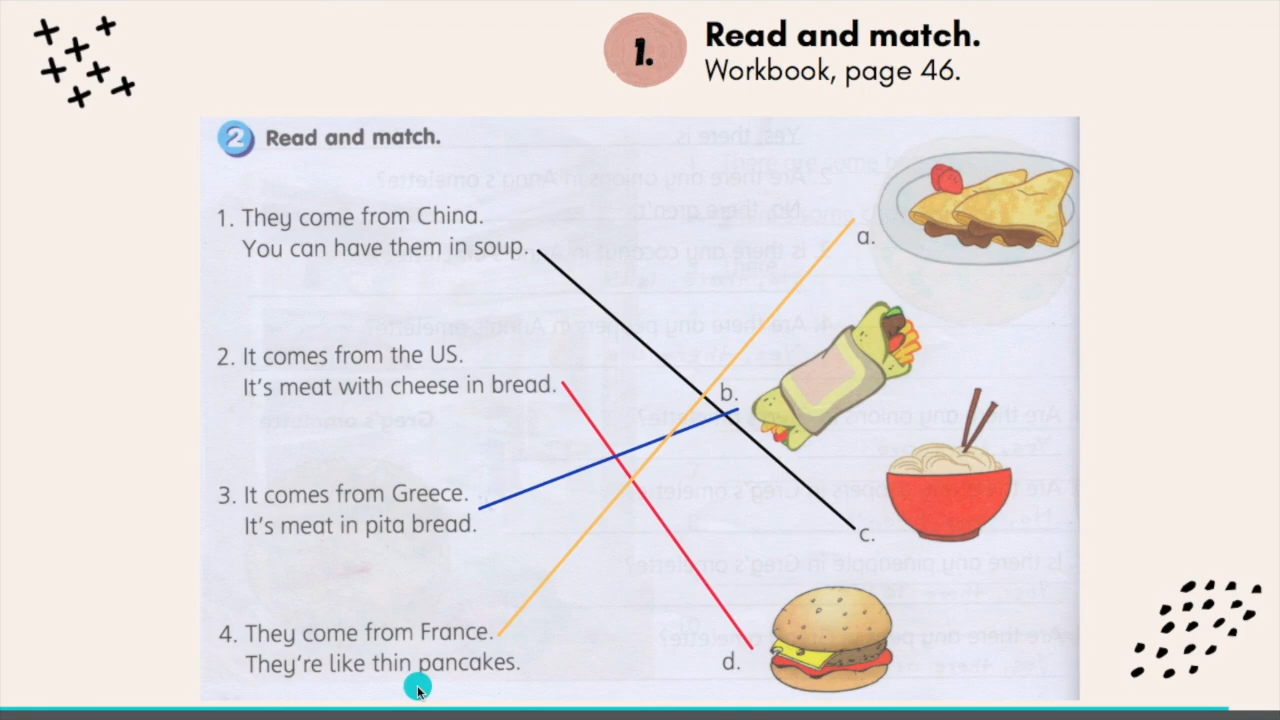 1.
Read and match.
Workbook, page 46.
2 Read and match.
1. They come from China.
You can have them in soup.
2. It comes from the US.
It's meat with cheese in bread.
3. It comes from Greece.
It's meat in pita bread.
4. They come from France.
They're like thin pancakes.
a.
b.
c.
d.